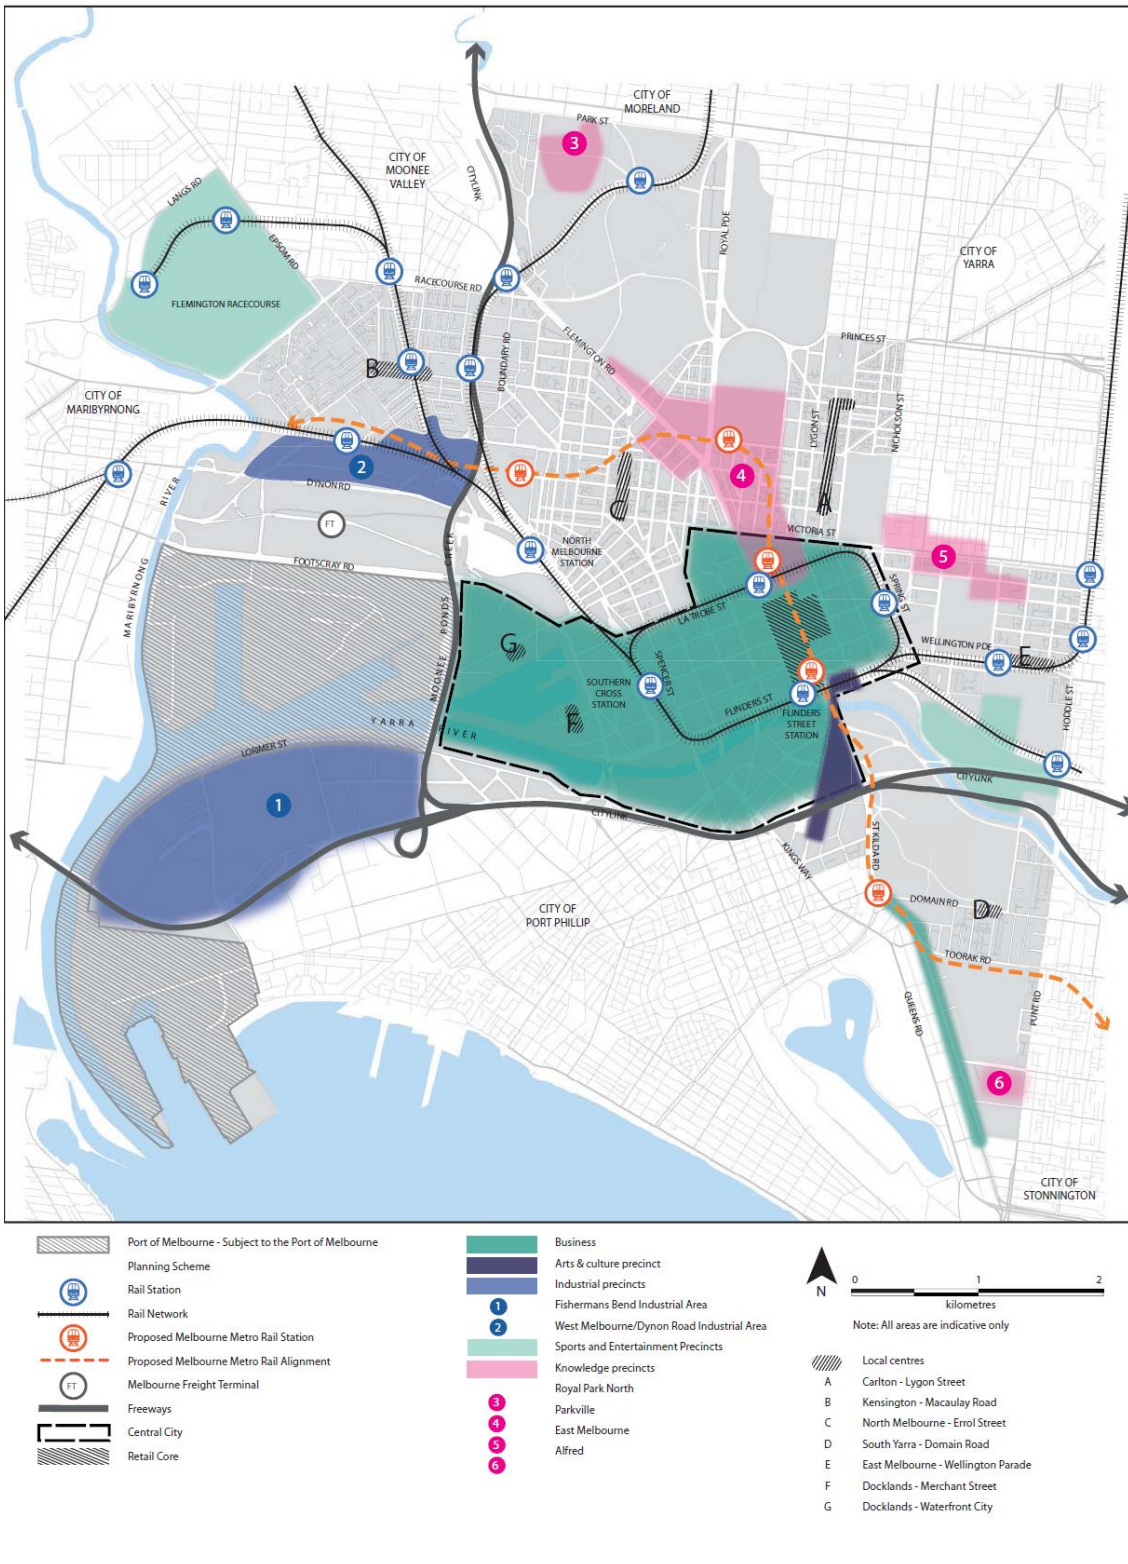 CITY OF
MORELAND
PARK ST
3
CITY OF
MOONEE
VALLEY
CITYLINK
LANGS RD
ROYAL PDE
EPSOM RD
CITY OF
YARRA
RACECOURSE RD
FLEMINGTON RACECOURSE
BOUNDARY RD
FLEMINGTON RD
PRINCES ST
B
CITY OF
MARIBYRNONG
LYGON ST
NICHOLSON ST
2
4
DYNON RD
C
A
FT
VICTORIA ST
NORTH
MELBOURNE
STATION
5
FOOTSCRAY RD
MARIBYRNONG RIVER
MOONEE PONDS CREEK
SPRING ST
LA TROBE ST
G
WELLINGTON PDE
E
SPENCER ST
SOUTHERN
CROSS
STATION
FLINDERS ST
FLINDERS
STREET
STATION
HODDLE ST
F
YARRA RIVER
LORIMER ST
CITYLINK
1
CITYLINK
ST KILDA RD
KINGS WAY
CITY OF
PORT PHILLIP
DOMAIN RD
D
TOORAK RD
QUEENS RD
PUNT RD
6
CITY OF
STONNINGTON
Port of Melbourne - Subject to the Port of Melbourne
Planning Scheme
Rail Station
Rail Network
Proposed Melbourne Metro Rail Station
Proposed Melbourne Metro Rail Alignment
FT
Melbourne Freight Terminal
Freeways
Central City
Retail Core
Business
Arts & culture precinct
Industrial precincts
1
Fishermans Bend Industrial Area
2
West Melbourne/Dynon Road Industrial Area
Sports and Entertainment Precincts
Knowledge precincts
Royal Park North
3
Parkville
4
East Melbourne
5
Alfred
6
N
0 1 2
kilometres
Note: All areas are indicative only
Local centres
A Carlton - Lygon Street
B Kensington - Macaulay Road
C North Melbourne - Errol Street
D South Yarra - Domain Road
E East Melbourne - Wellington Parade
F Docklands - Merchant Street
G Docklands - Waterfront City